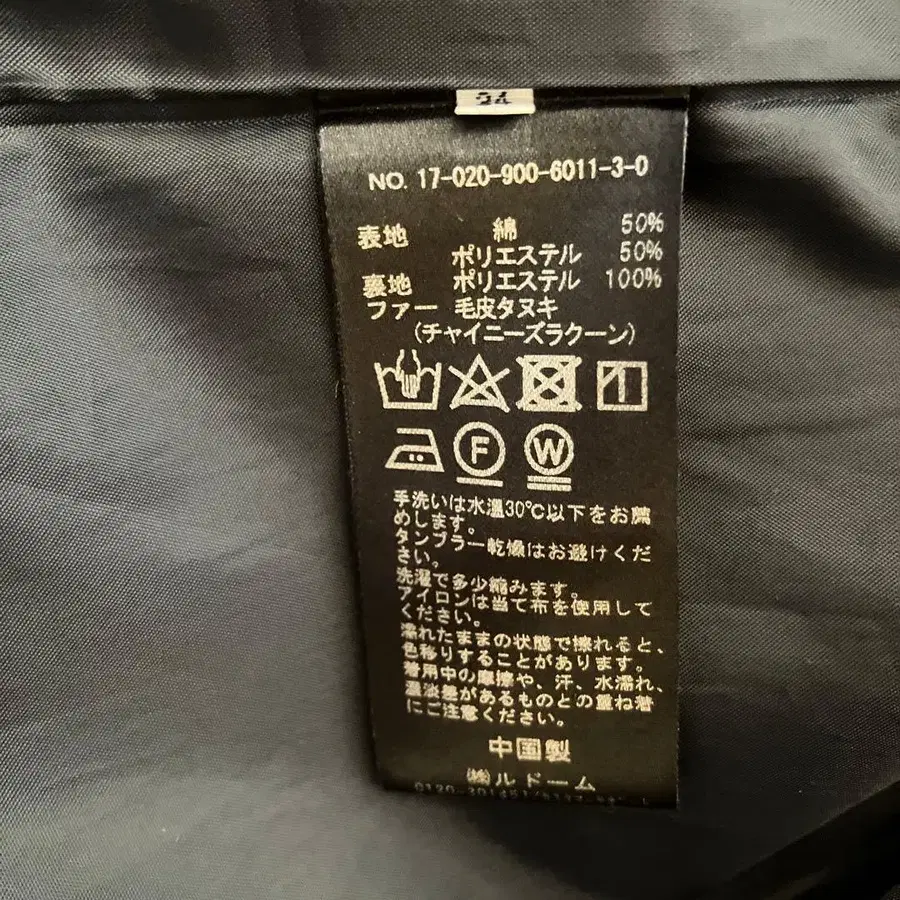 24
NO. 17-020-900-6011-3-0
表地 綿 50%
ポリエステル 50%
裏地 ポリエステル 100%
ファー 毛皮タヌキ
(チャイニーズラクーン)
F W
手洗いは水温30℃以下をお薦
めします。
タンブラー乾燥はお避けくだ
さい。
洗濯で多少縮みます。
アイロンは当て布を使用して
ください。
濡れたままの状態で擦れると、
色移りすることがあります。
着用中の摩擦や、汗、水濡れ、
濃淡差があるものとの重ね着
にご注意ください。
中国製
㈱ルドーム